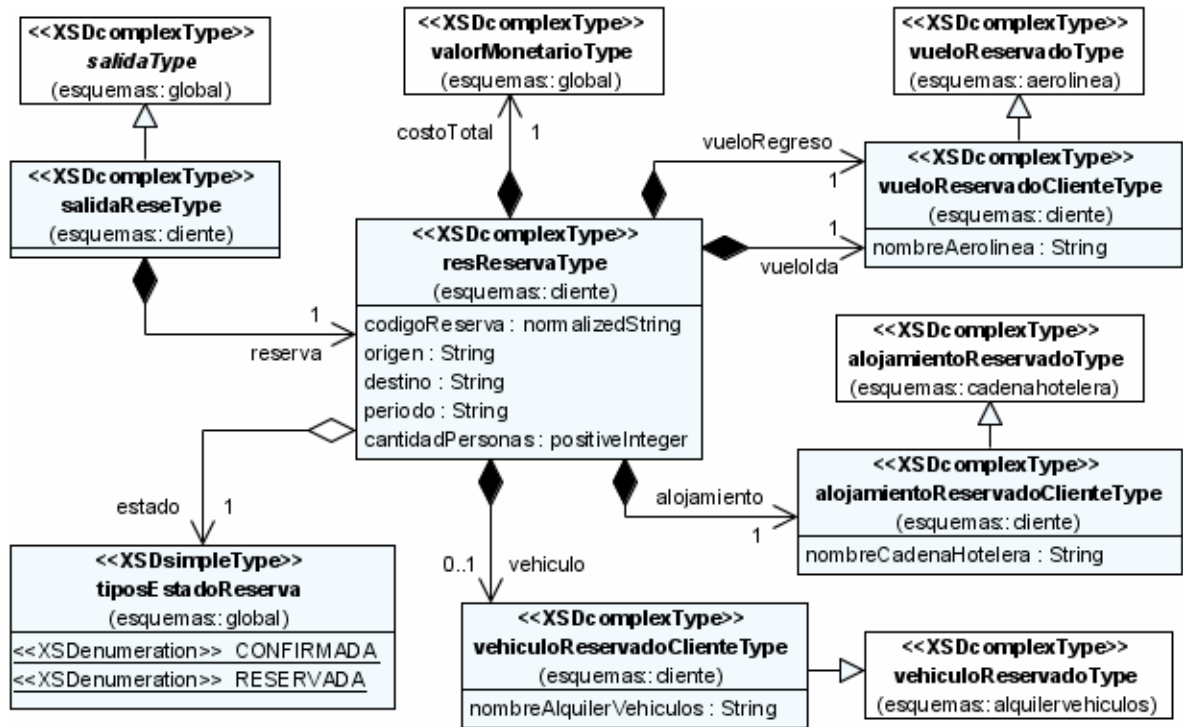 <<XSDcomplexType>>
salidaType
(esquemas::global)
<<XSDcomplexType>>
valorMonetarioType
(esquemas::global)
<<XSDcomplexType>>
vueloReservadoType
(esquemas::aerolinea)
costoTotal
1
vueloRegreso
1
<<XSDcomplexType>>
salidaReseType
(esquemas::cliente)
<<XSDcomplexType>>
vueloReservadoClienteType
(esquemas::cliente)
nombreAerolinea : String
1
vueloIda
<<XSDcomplexType>>
resReservaType
(esquemas::cliente)
codigoReserva : normalizedString
origen : String
destino : String
periodo : String
cantidadPersonas : positiveInteger
1
reserva
<<XSDcomplexType>>
alojamientoReservadoType
(esquemas::cadenahotelera)
<<XSDcomplexType>>
alojamientoReservadoClienteType
(esquemas::cliente)
nombreCadenaHotelera : String
alojamiento
1
estado
1
<<XSDsimpleType>>
tiposEstadoReserva
(esquemas::global)
<<XSDenumeration>> CONFIRMADA
<<XSDenumeration>> RESERVADA
0..1
vehiculo
<<XSDcomplexType>>
vehiculoReservadoClienteType
(esquemas::cliente)
nombreAlquilerVehiculos : String
<<XSDcomplexType>>
vehiculoReservadoType
(esquemas::alquilervehiculos)